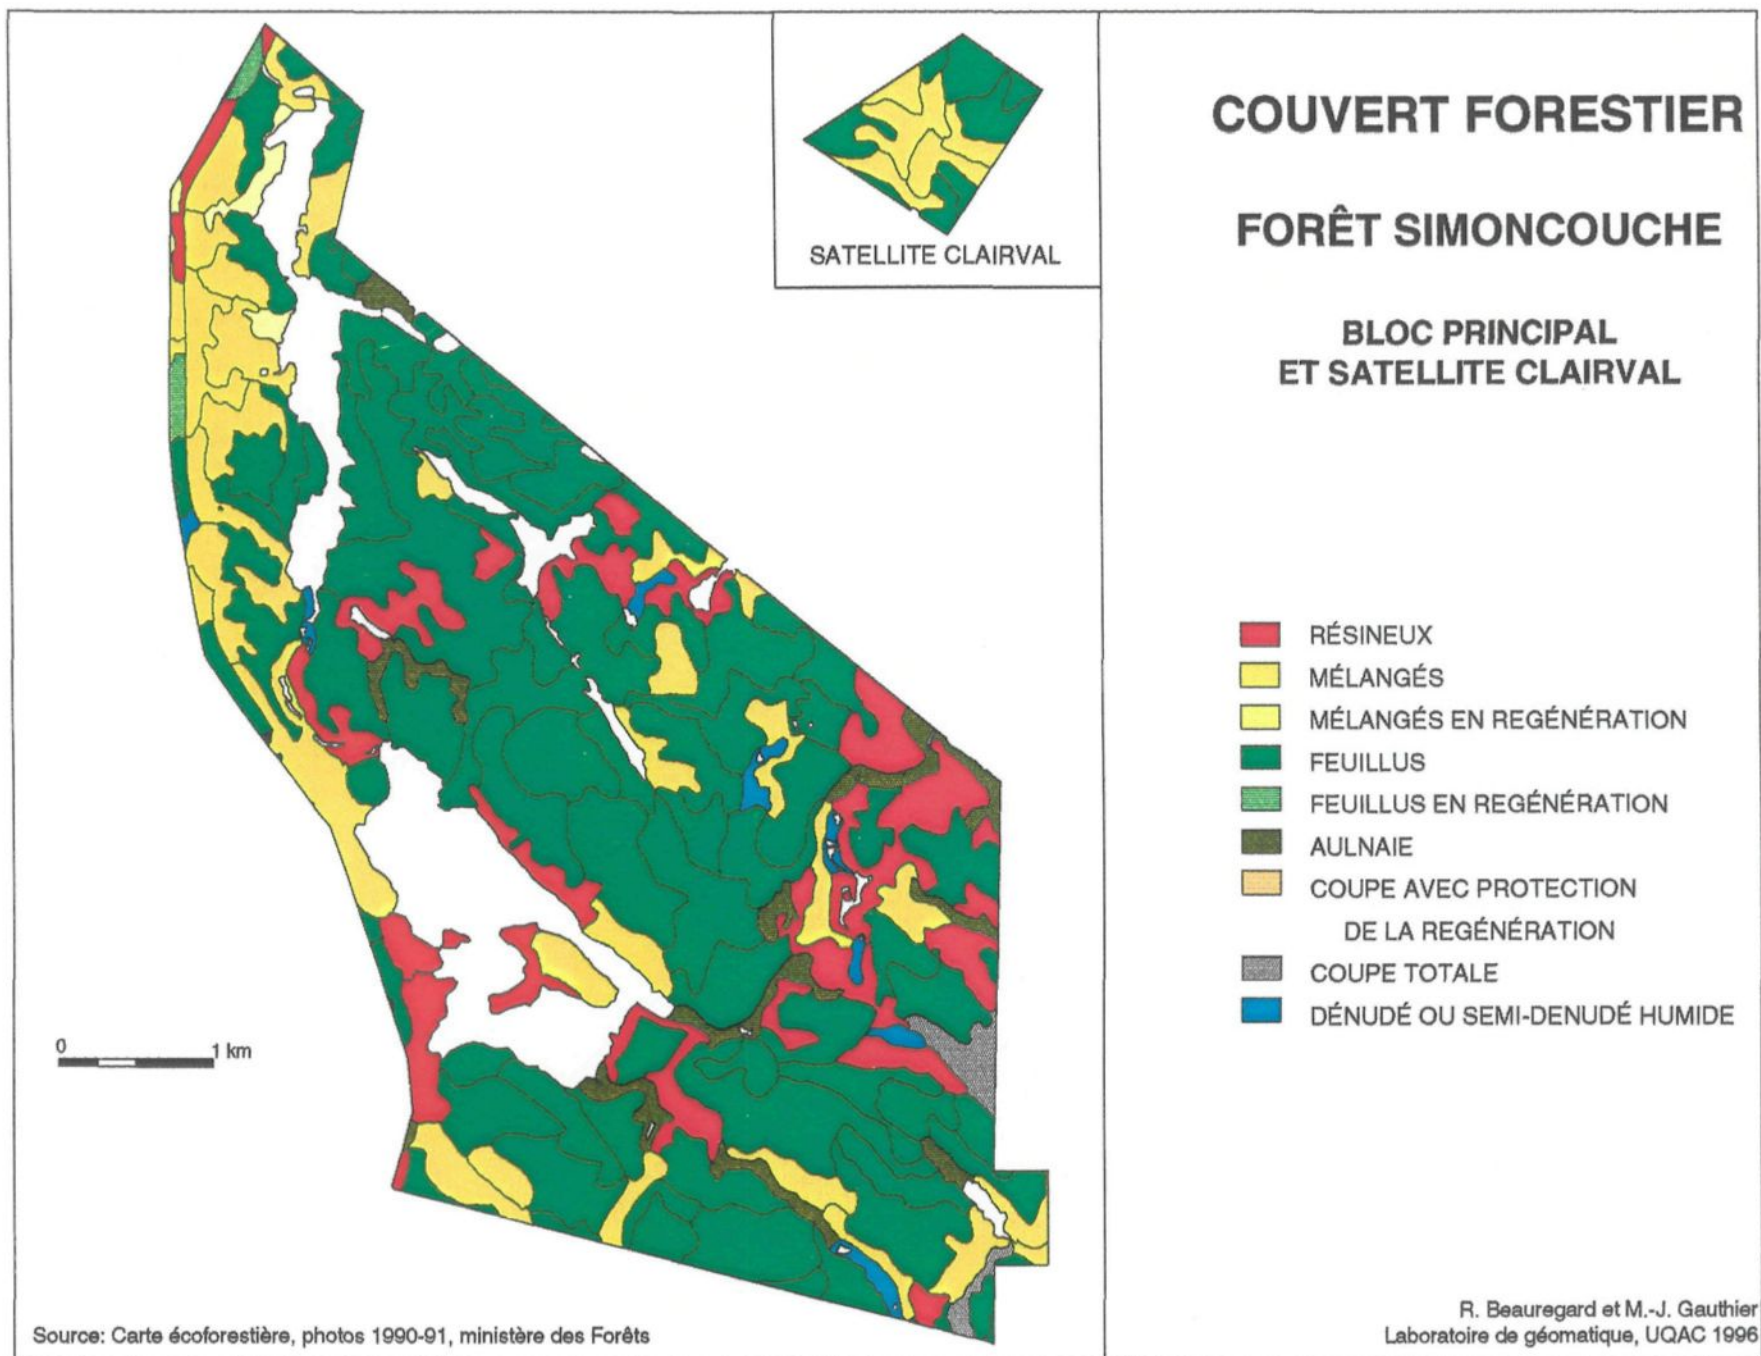 SATELLITE CLAIRVAL
COUVERT FORESTIER
FORÊT SIMONCOUCHE
BLOC PRINCIPAL
ET SATELLITE CLAIRVAL
RÉSINEUX
MÉLANGÉS
MÉLANGÉS EN REGÉNÉRATION
FEUILLUS
FEUILLUS EN REGÉNÉRATION
AULNAIE
COUPE AVEC PROTECTION
DE LA REGÉNÉRATION
COUPE TOTALE
DÉNUDÉ OU SEMI-DENUDÉ HUMIDE
0 1 km
Source: Carte écoforestière, photos 1990-91, ministère des Forêts
R. Beauregard et M.-J. Gauthier
Laboratoire de géomatique, UQAC 1996